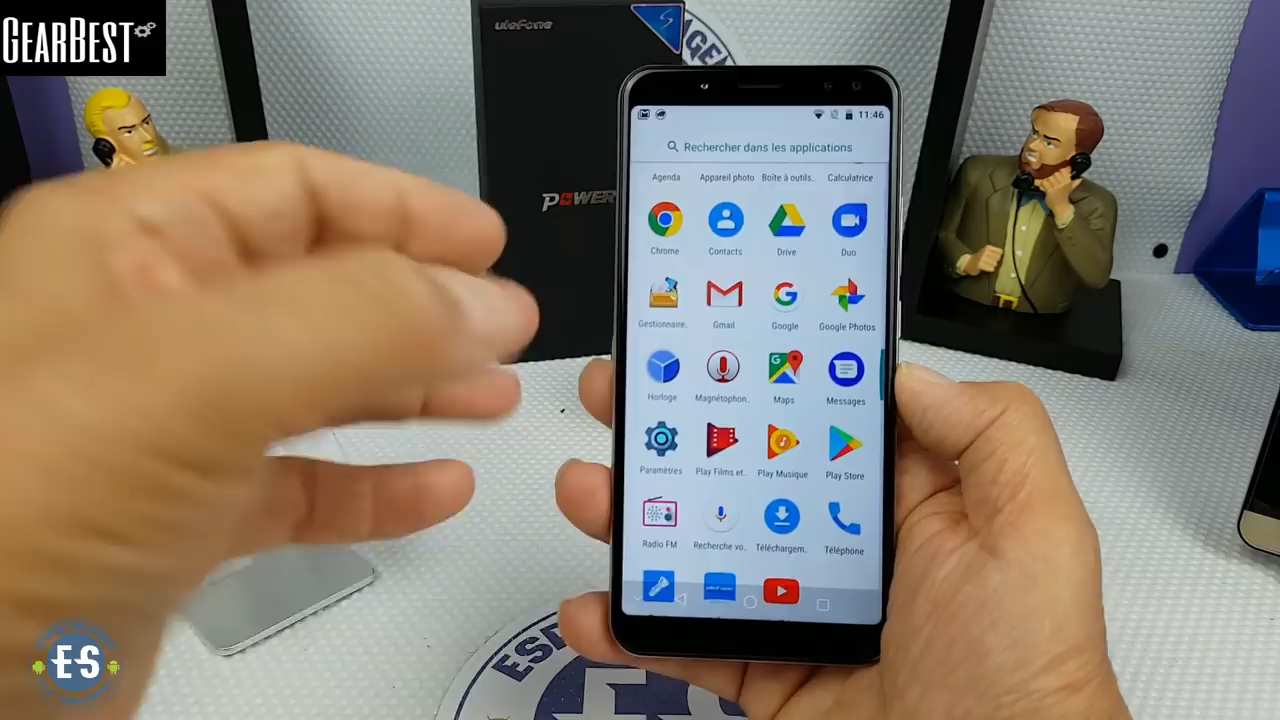 GEARBEST
uleFone
POWER
11:46
Rechercher dans les applications
Agenda Appareil photo Boîte à outils.. Calculatrice
Chrome Contacts Drive Duo
Gestionnaire.. Gmail Google Google Photos
Horloge Magnétophon.. Maps Messages
Paramètres Play Films et.. Play Musique Play Store
Radio FM Recherche vo.. Téléchargem.. Téléphone
ES